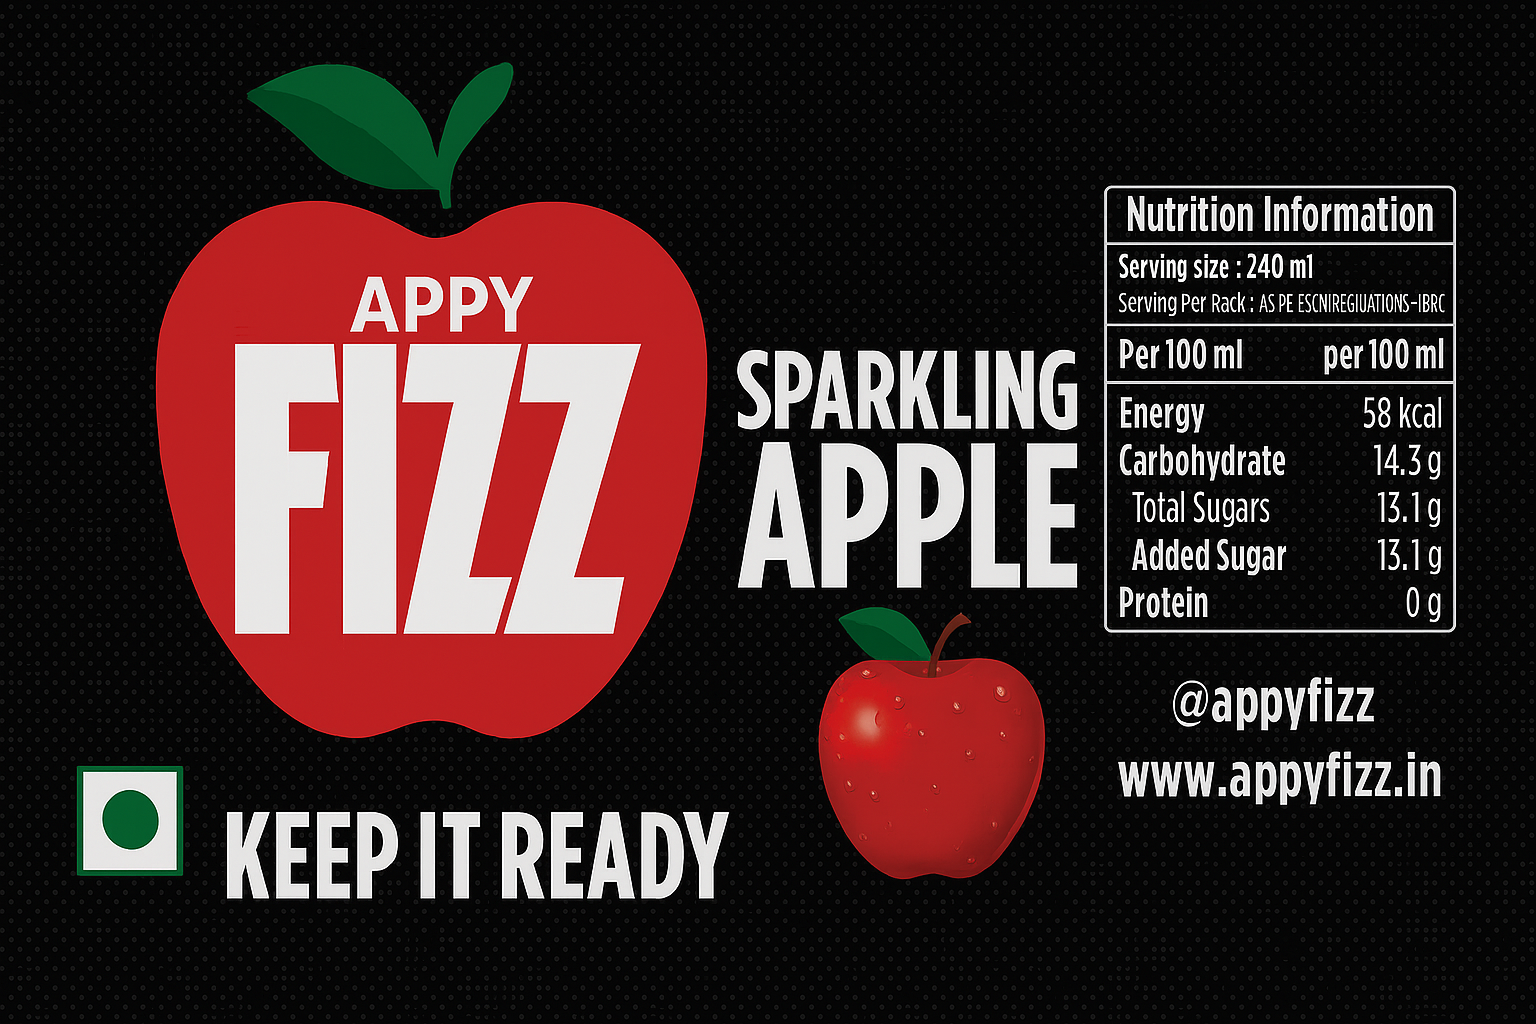 APPY
FIZZ
SPARKLING
APPLE
KEEP IT READY
Nutrition Information
Serving size : 240 ml
Serving Per Rack : AS PE
Per 100 ml per 100 ml
Energy 58 kcal
Carbohydrate 14.3 g
Total Sugars 13.1 g
Added Sugar 13.1 g
Protein 0 g
@appyfizz
www.appyfizz.in